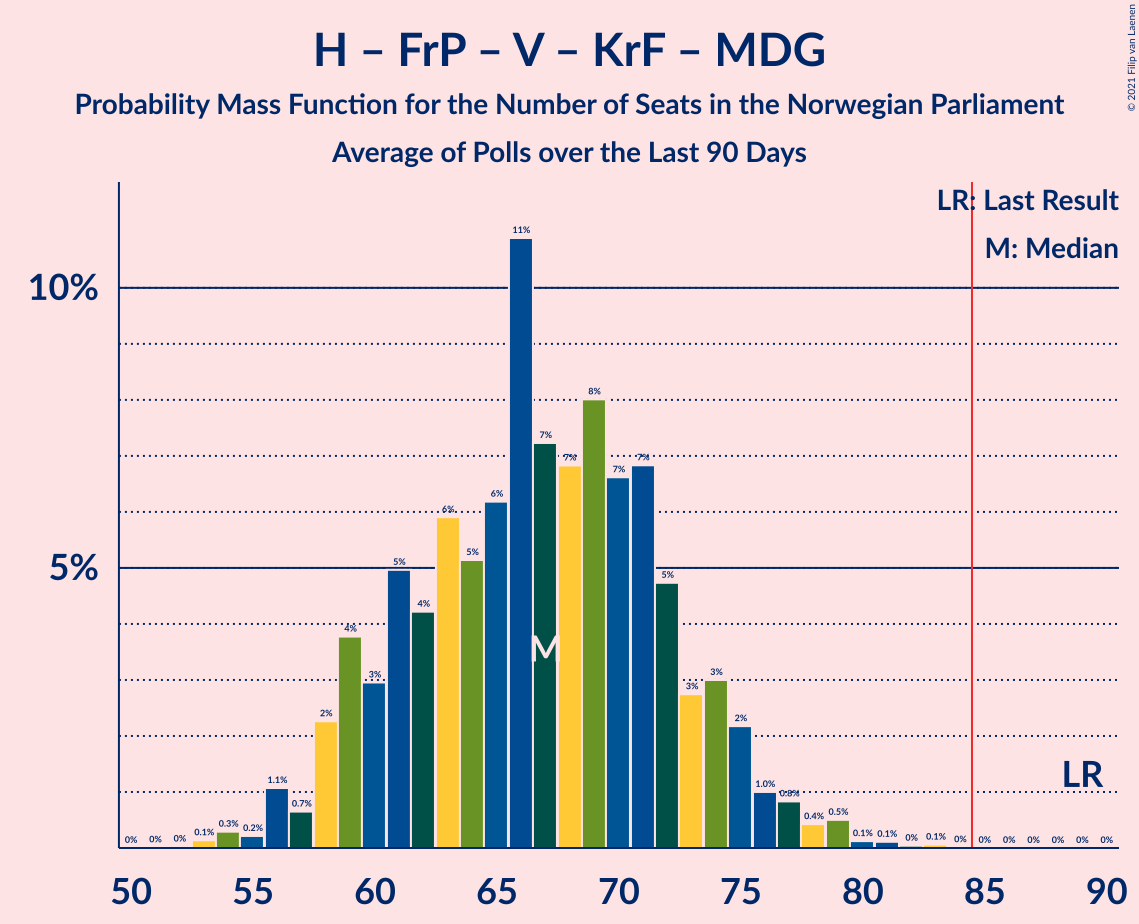 H – FrP – V – KrF – MDG
Probability Mass Function for the Number of Seats in the Norwegian Parliament
Average of Polls over the Last 90 Days
© 2021 Filip van Laenen
LR: Last Result
M: Median
10%
5%
0% 0% 0% 0.1% 0.3% 0.2% 1.1% 0.7% 2% 4% 3% 5% 4% 6% 5% 6% 11% 7% 7% 8% 7% 7% 5% 3% 3% 2% 1.0% 0.8% 0.4% 0.5% 0.1% 0.1% 0% 0.1% 0% 0% 0% 0% 0% 0% 0%
M
LR
50 55 60 65 70 75 80 85 90